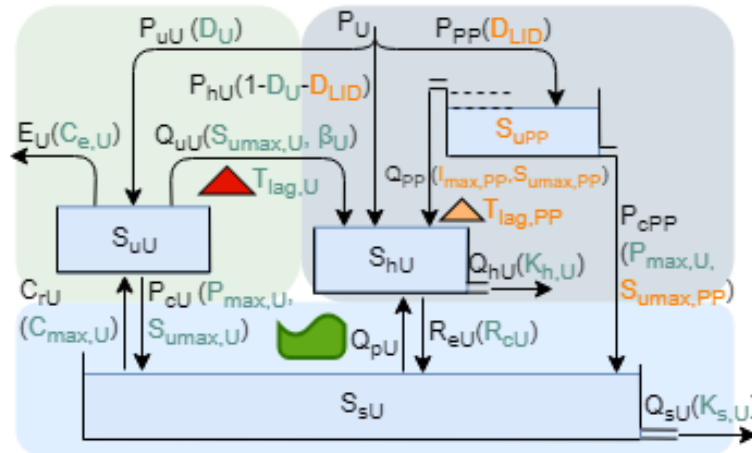 P_uU (D_U)
P_U
P_PP(D_LID)
P_hU(1-D_U-D_LID)
E_U(C_e,U)
Q_uU(S_umax,U, β_U)
S_uPP
T_lag,U
Q_PP (I_max,PP,S_umax,PP)
T_lag,PP
S_uU
S_hU
P_cPP
(P_max,U,
S_umax,PP)
Q_hU(K_h,U)
C_rU
(C_max,U)
P_cU (P_max,U,
S_umax,U)
Q_pU
R_eU(R_cU)
S_sU
Q_sU(K_s,U)